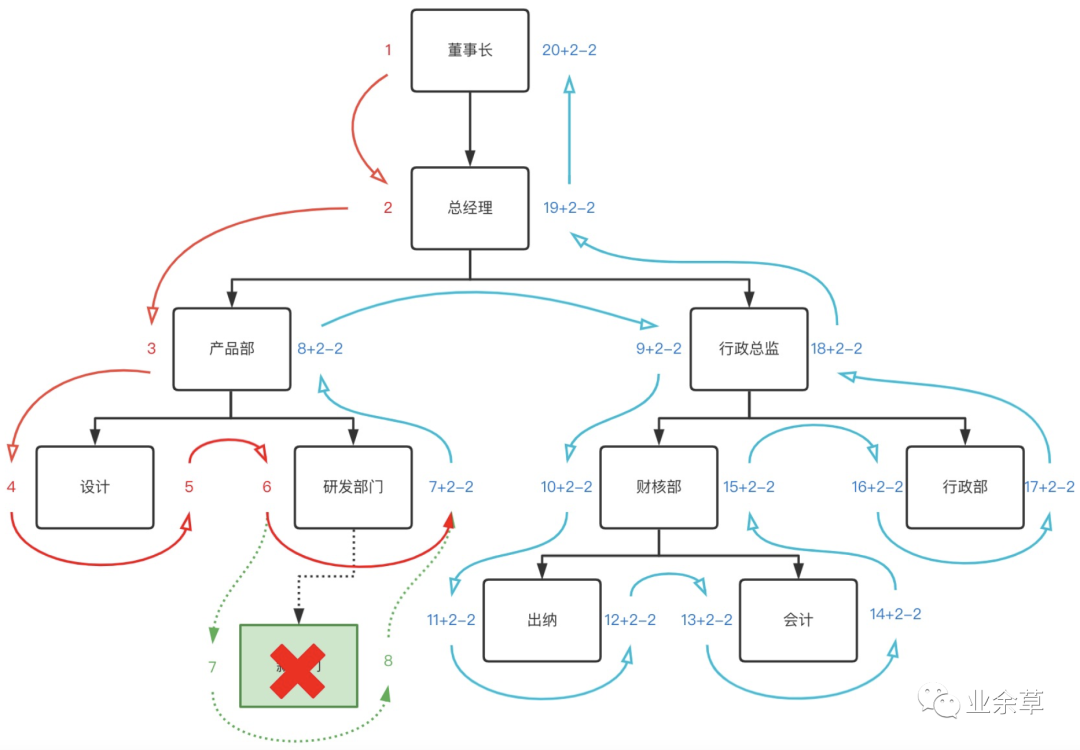 1 董事长 20+2-2
2 总经理 19+2-2
3 产品部 8+2-2 9+2-2 行政总监 18+2-2
4 设计 5 6 研发部门 7+2-2 10+2-2 财核部 15+2-2 16+2-2 行政部 17+2-2
11+2-2 出纳 12+2-2 13+2-2 会计 14+2-2
7 8
业余草